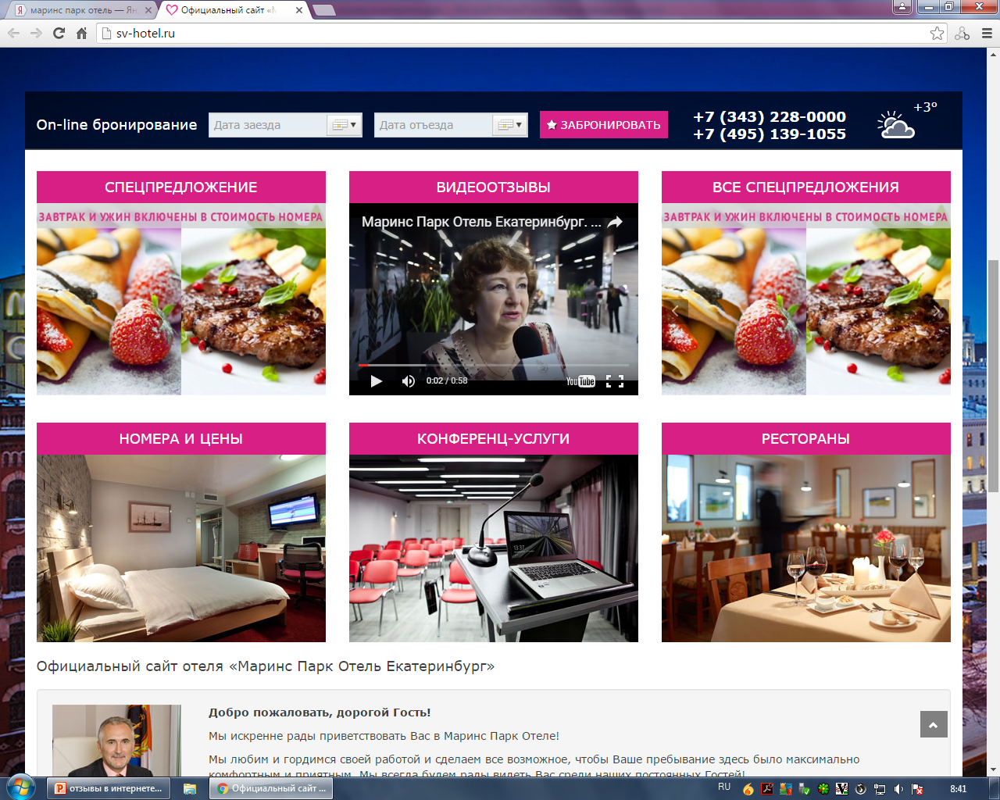 маринс парк отель — Ян
Официальный сайт «М
sv-hotel.ru
+3°
On-line бронирование
Дата заезда
Дата отъезда
ЗАБРОНИРОВАТЬ
+7 (343) 228-0000
+7 (495) 139-1055
СПЕЦПРЕДЛОЖЕНИЕ
ВИДЕООТЗЫВЫ
ВСЕ СПЕЦПРЕДЛОЖЕНИЯ
ЗАВТРАК И УЖИН ВКЛЮЧЕНЫ В СТОИМОСТЬ НОМЕРА
Маринс Парк Отель Екатеринбург. ...
ЗАВТРАК И УЖИН ВКЛЮЧЕНЫ В СТОИМОСТЬ НОМЕРА
0:02 / 0:58
YouTube
НОМЕРА И ЦЕНЫ
КОНФЕРЕНЦ-УСЛУГИ
РЕСТОРАНЫ
13:37
Официальный сайт отеля «Маринс Парк Отель Екатеринбург»
Добро пожаловать, дорогой Гость!
Мы искренне рады приветствовать Вас в Маринс Парк Отеле!
Мы любим и гордимся своей работой и сделаем все возможное, чтобы Ваше пребывание здесь было максимально
комфортным и приятным. Мы всегда будем рады видеть Вас среди наших постоянных Гостей!
отзывы в интернете...
Официальный сайт ...
RU
8:41